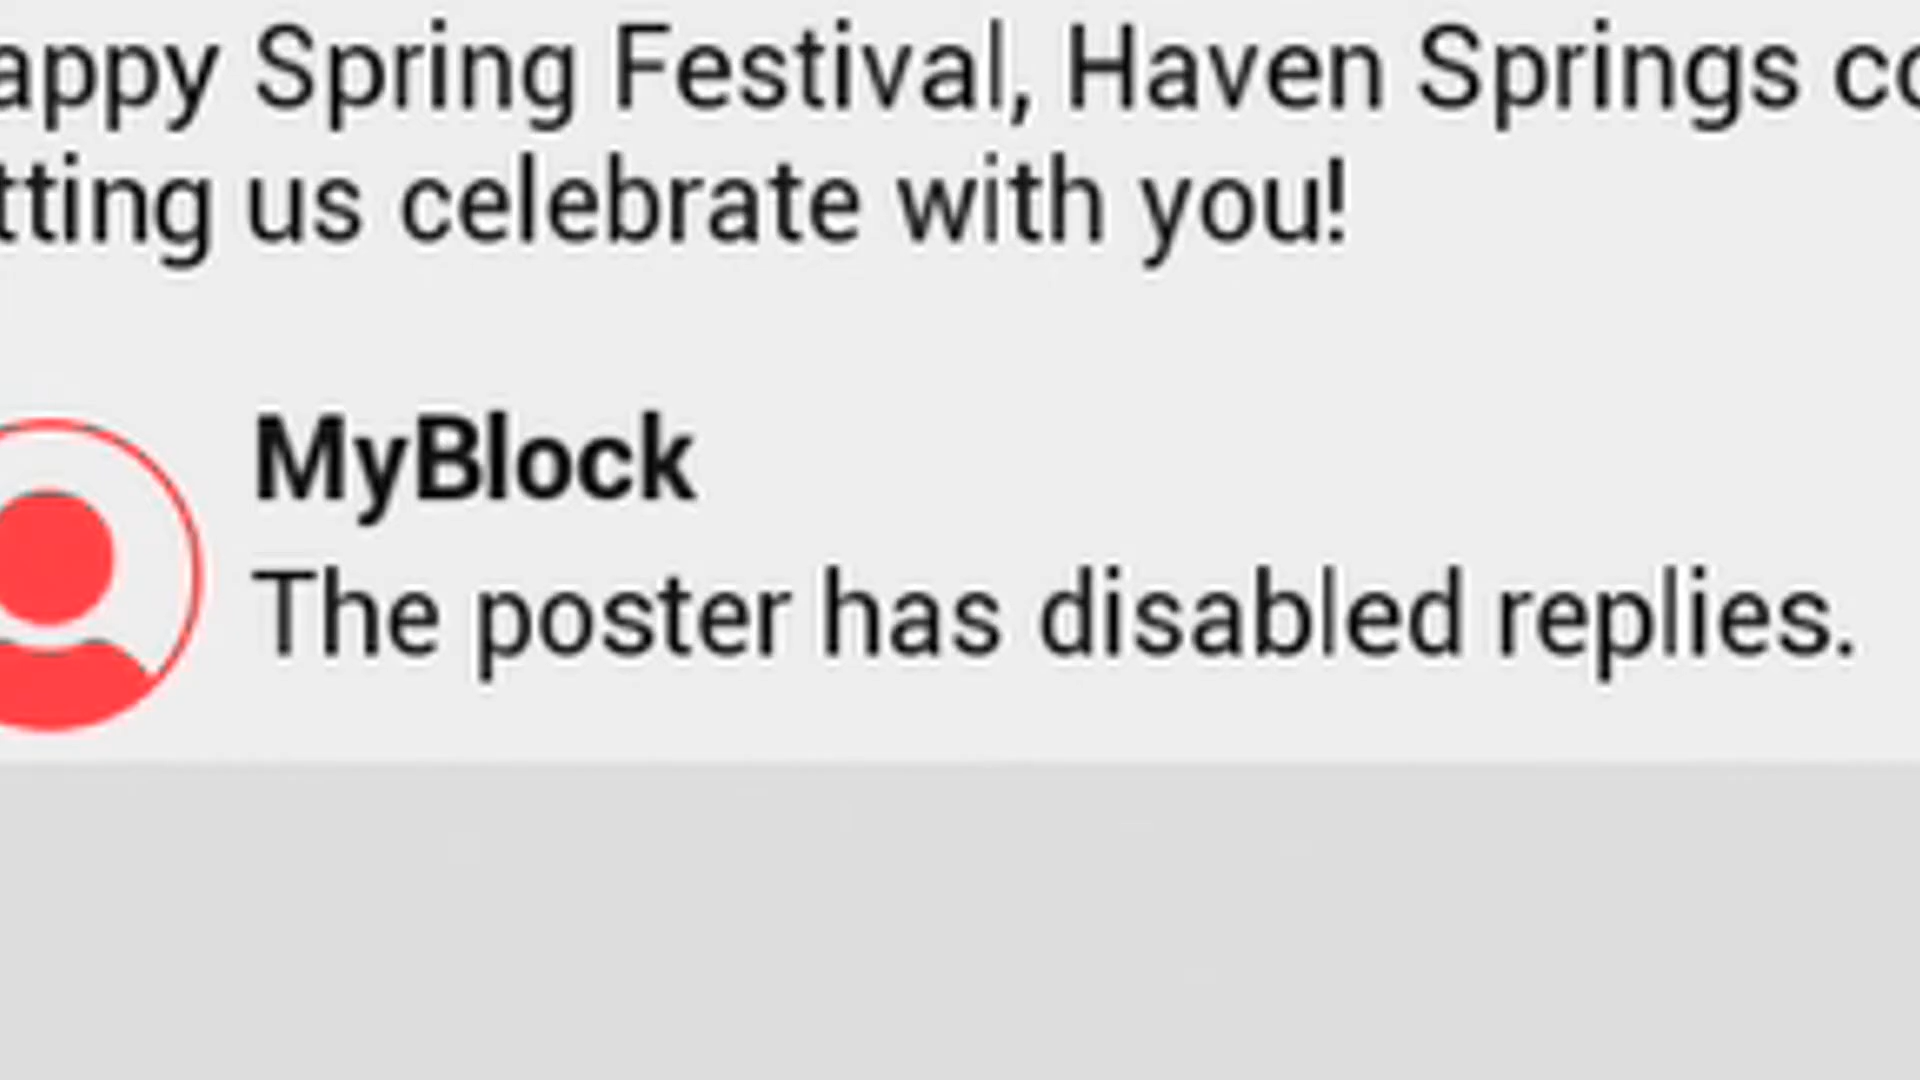 appy Spring Festival, Haven Springs co
tting us celebrate with you!
MyBlock
The poster has disabled replies.